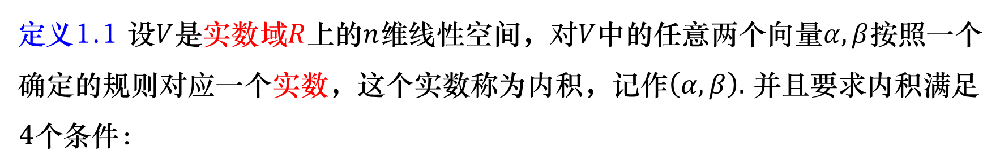 定义1.1 设V是实数域R上的n维线性空间，对V中的任意两个向量α,β按照一个
确定的规则对应一个实数，这个实数称为内积，记作(α,β). 并且要求内积满足
4个条件：